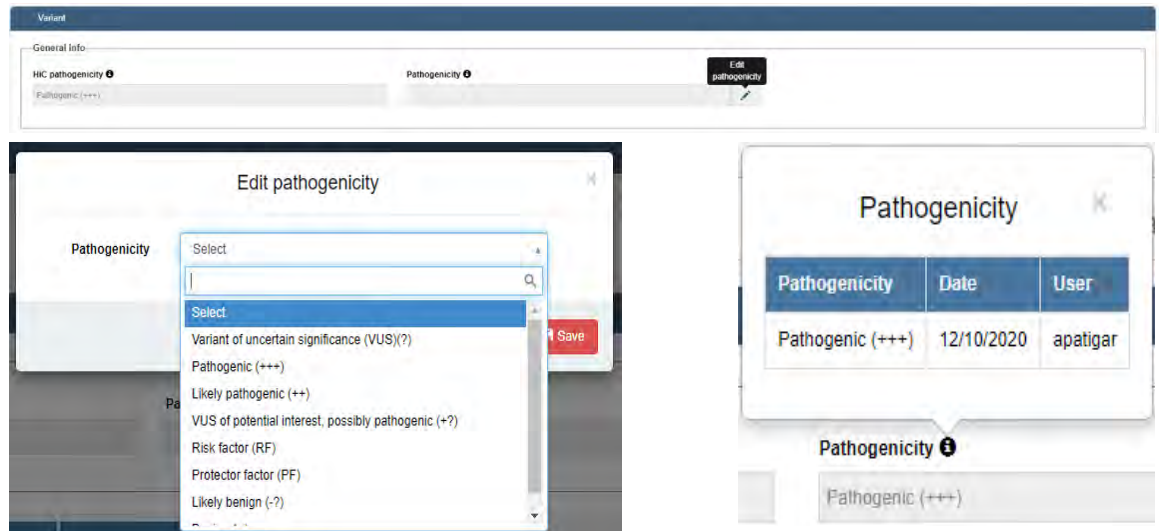 Variant
General Info
HIC pathogenicity
Pathogenicity
Edit
pathogenicity
Pathogenic (+++)
Edit pathogenicity
Pathogenicity
Select
Select
Variant of uncertain significance (VUS)(?)
Pathogenic (+++)
Likely pathogenic (++)
VUS of potential interest, possibly pathogenic (+?)
Risk factor (RF)
Protector factor (PF)
Likely benign (-?)
Save
Pa
Pathogenicity
Pathogenicity Date User
Pathogenic (+++) 12/10/2020 apatigar
Pathogenicity
Pathogenic (+++)